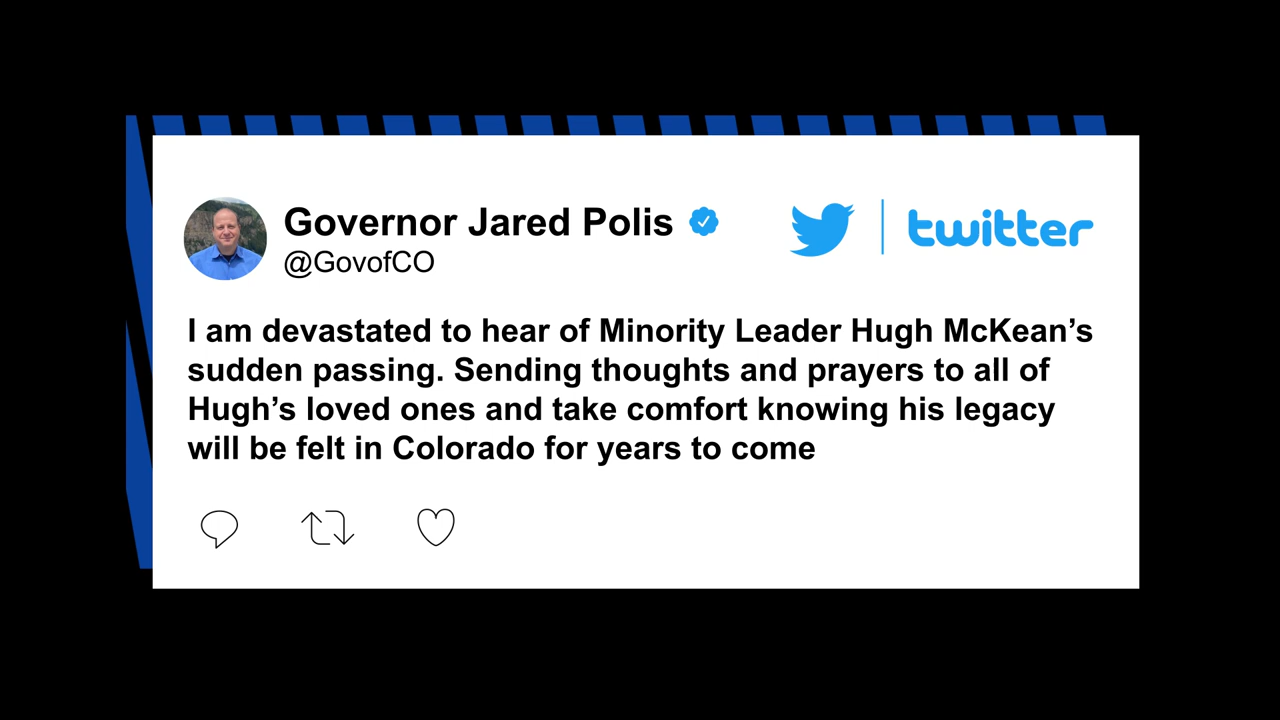 Governor Jared Polis
@GovofCO
twitter
I am devastated to hear of Minority Leader Hugh McKean’s
sudden passing. Sending thoughts and prayers to all of
Hugh’s loved ones and take comfort knowing his legacy
will be felt in Colorado for years to come